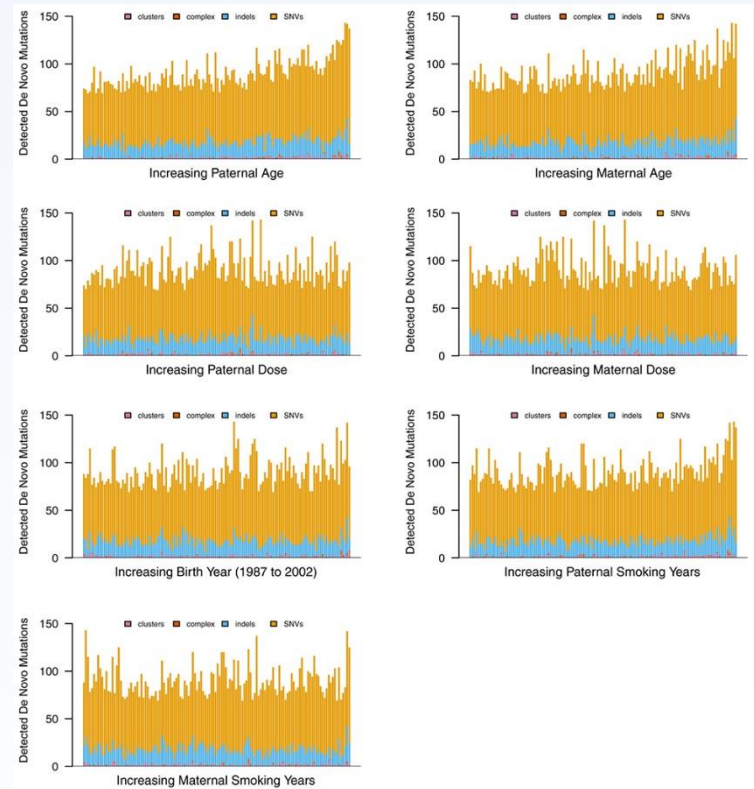 150
100
50
0
Detected De Novo Mutations
clusters complex indels SNVs
Increasing Paternal Age
150
100
50
0
Detected De Novo Mutations
clusters complex indels SNVs
Increasing Maternal Age
150
100
50
0
Detected De Novo Mutations
clusters complex indels SNVs
Increasing Paternal Dose
150
100
50
0
Detected De Novo Mutations
clusters complex indels SNVs
Increasing Maternal Dose
150
100
50
0
Detected De Novo Mutations
clusters complex indels SNVs
Increasing Birth Year (1987 to 2002)
150
100
50
0
Detected De Novo Mutations
clusters complex indels SNVs
Increasing Paternal Smoking Years
150
100
50
0
Detected De Novo Mutations
clusters complex indels SNVs
Increasing Maternal Smoking Years